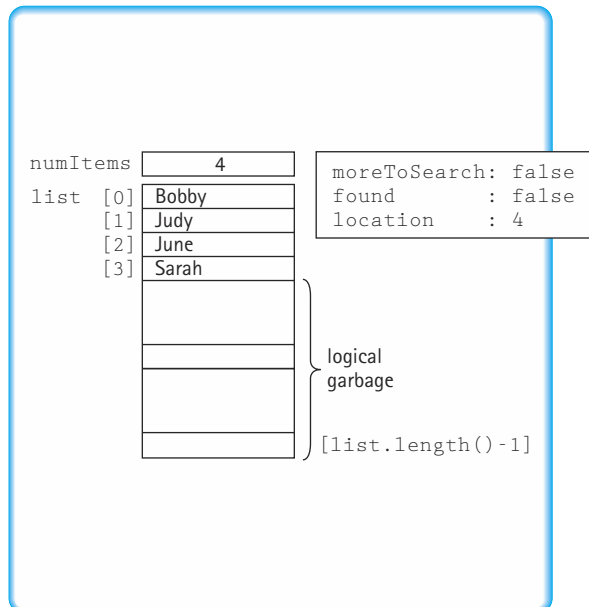 numItems 4
moreToSearch: false
found : false
location : 4
list [0] Bobby
[1] Judy
[2] June
[3] Sarah
logical
garbage
[list.length()-1]